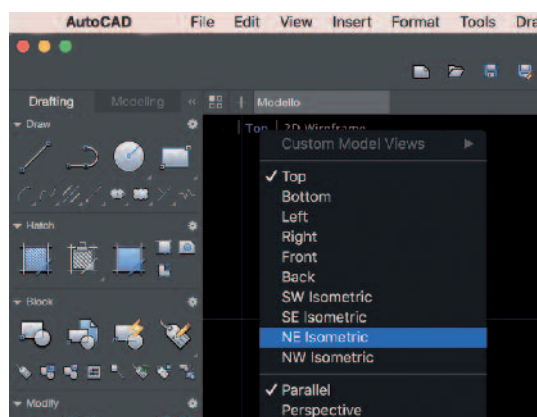 AutoCAD File Edit View Insert Format Tools Dra
Drafting Modeling « Modello
Draw
Top 2D Wireframe
Custom Model Views
✓ Top
Bottom
Left
Right
Front
Back
SW Isometric
SE Isometric
NE Isometric
NW Isometric
✓ Parallel
Perspective
Hatch
Block
Modify